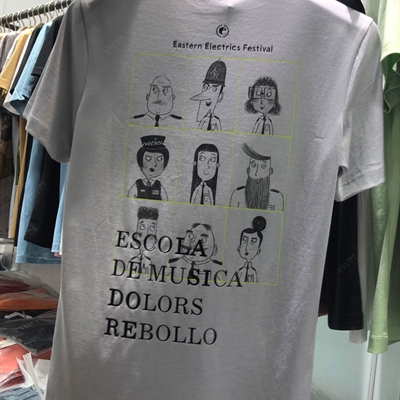 Eastern Electrics Festival
ESCOLA
DE MUSICA
DOLORS
REBOLLO